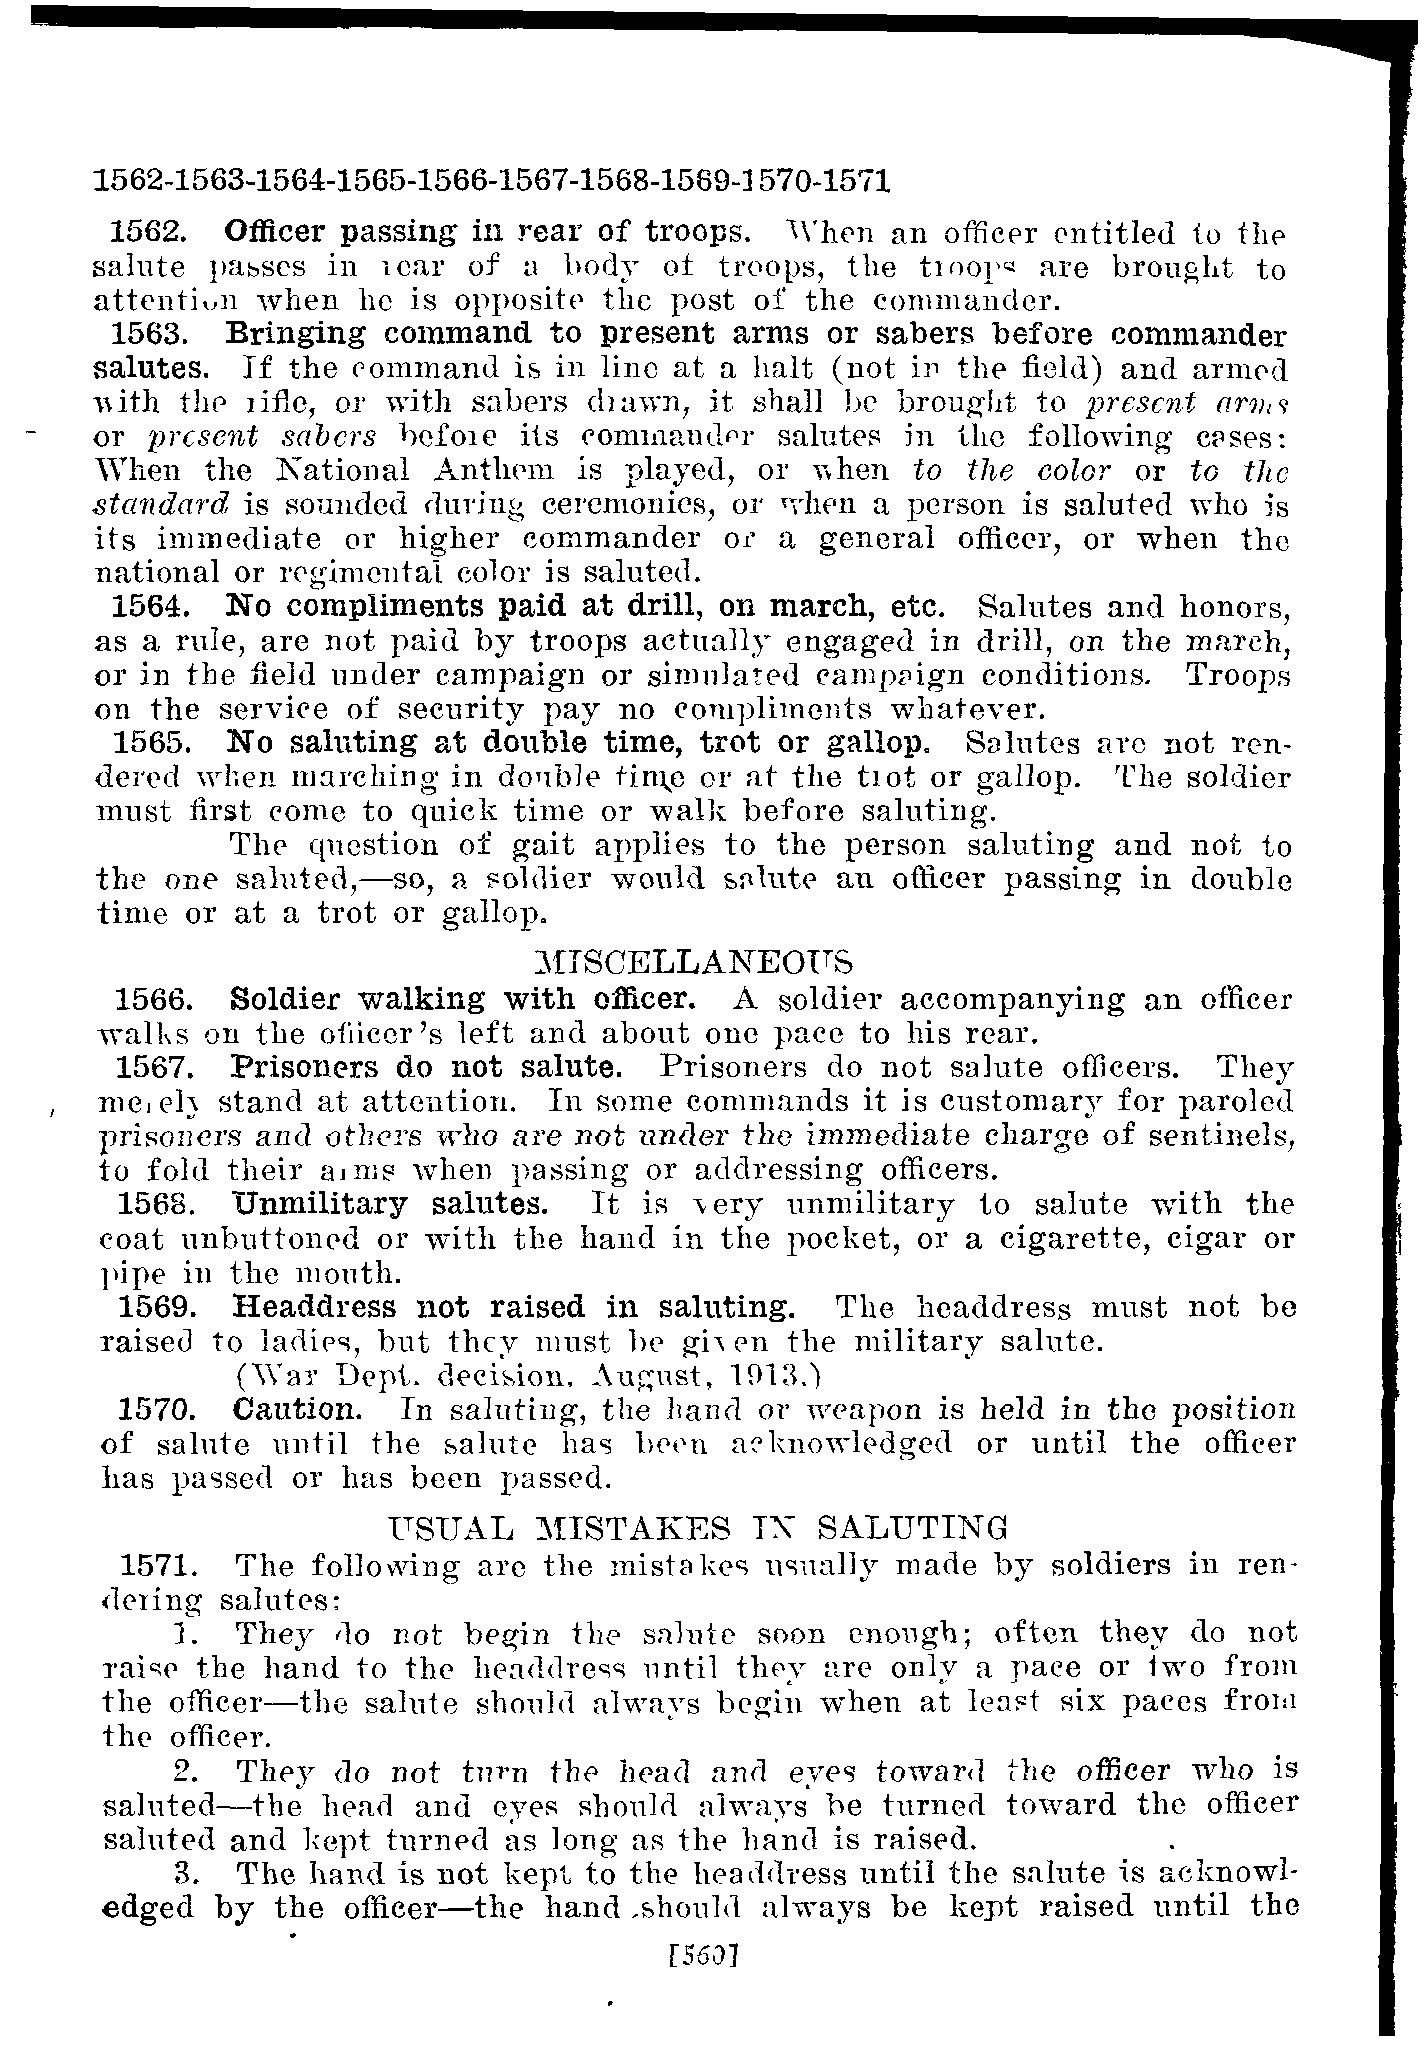 1562-1563-1564-1565-1566-1567-1568-1569-1570-1571
1562. Officer passing in rear of troops. When an officer entitled to the
salute passes in rear of a body of troops, the troops are brought to
attention when he is opposite the post of the commander.
1563. Bringing command to present arms or sabers before commander
salutes. If the command is in line at a halt (not in the field) and armed
with the rifle, or with sabers drawn, it shall be brought to present arms
or present sabers before its commander salutes in the following cases:
When the National Anthem is played, or when to the color or to the
standard is sounded during ceremonies, or when a person is saluted who is
its immediate or higher commander or a general officer, or when the
national or regimental color is saluted.
1564. No compliments paid at drill, on march, etc. Salutes and honors,
as a rule, are not paid by troops actually engaged in drill, on the march,
or in the field under campaign or simulated campaign conditions. Troops
on the service of security pay no compliments whatever.
1565. No saluting at double time, trot or gallop. Salutes are not ren-
dered when marching in double time or at the trot or gallop. The soldier
must first come to quick time or walk before saluting.
The question of gait applies to the person saluting and not to
the one saluted,—so, a soldier would salute an officer passing in double
time or at a trot or gallop.
MISCELLANEOUS
1566. Soldier walking with officer. A soldier accompanying an officer
walks on the officer's left and about one pace to his rear.
1567. Prisoners do not salute. Prisoners do not salute officers. They
merely stand at attention. In some commands it is customary for paroled
prisoners and others who are not under the immediate charge of sentinels,
to fold their arms when passing or addressing officers.
1568. Unmilitary salutes. It is very unmilitary to salute with the
coat unbuttoned or with the hand in the pocket, or a cigarette, cigar or
pipe in the mouth.
1569. Headdress not raised in saluting. The headdress must not be
raised to ladies, but they must be given the military salute.
(War Dept. decision, August, 1913.)
1570. Caution. In saluting, the hand or weapon is held in the position
of salute until the salute has been acknowledged or until the officer
has passed or has been passed.
USUAL MISTAKES IN SALUTING
1571. The following are the mistakes usually made by soldiers in ren-
dering salutes:
1. They do not begin the salute soon enough; often they do not
raise the hand to the headdress until they are only a pace or two from
the officer—the salute should always begin when at least six paces from
the officer.
2. They do not turn the head and eyes toward the officer who is
saluted—the head and eyes should always be turned toward the officer
saluted and kept turned as long as the hand is raised.
3. The hand is not kept to the headdress until the salute is acknowl-
edged by the officer—the hand should always be kept raised until the
[560]